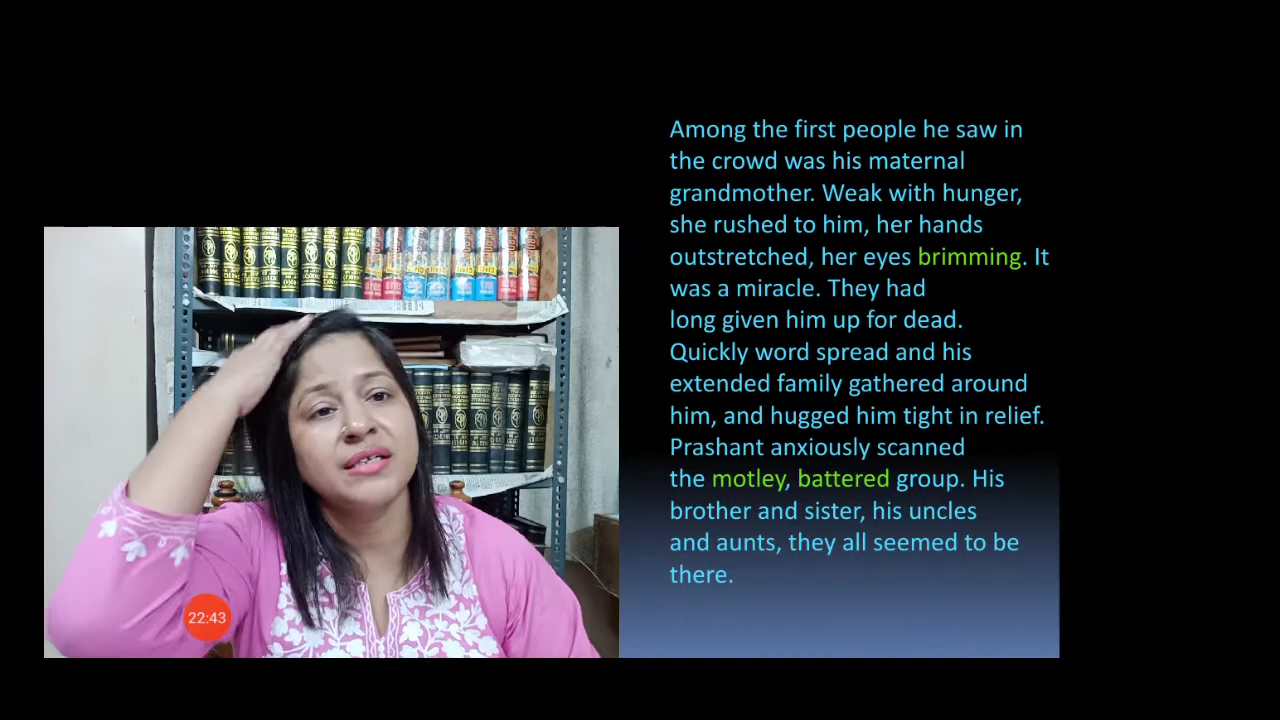 Among the first people he saw in
the crowd was his maternal
grandmother. Weak with hunger,
she rushed to him, her hands
outstretched, her eyes brimming. It
was a miracle. They had
long given him up for dead.
Quickly word spread and his
extended family gathered around
him, and hugged him tight in relief.
Prashant anxiously scanned
the motley, battered group. His
brother and sister, his uncles
and aunts, they all seemed to be
there.
22:43